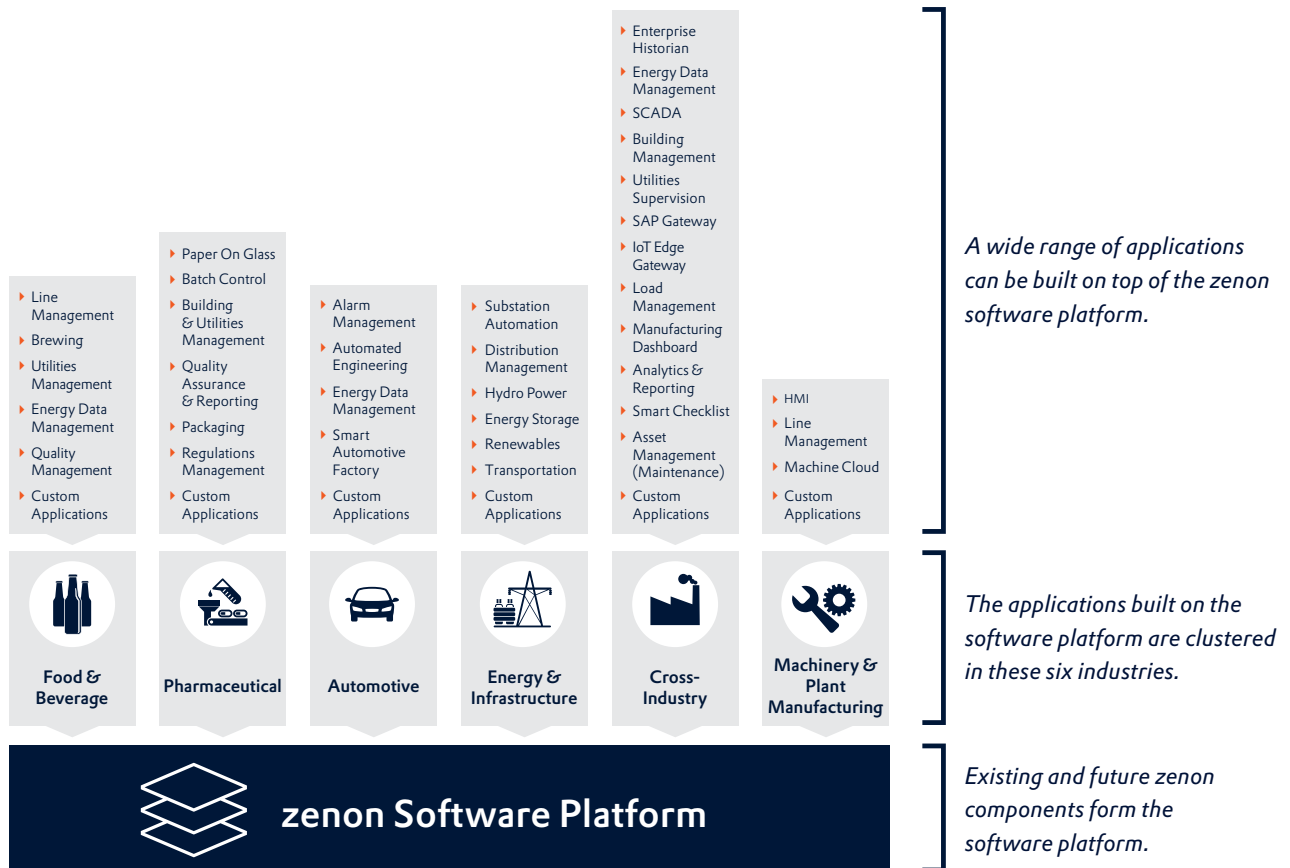 Line
Management
Brewing
Utilities
Management
Energy Data
Management
Quality
Management
Custom
Applications
Food &
Beverage
Paper On Glass
Batch Control
Building
& Utilities
Management
Quality
Assurance
& Reporting
Packaging
Regulations
Management
Custom
Applications
Pharmaceutical
Alarm
Management
Automated
Engineering
Energy Data
Management
Smart
Automotive
Factory
Custom
Applications
Automotive
Substation
Automation
Distribution
Management
Hydro Power
Energy Storage
Renewables
Transportation
Custom
Applications
Energy &
Infrastructure
Enterprise
Historian
Energy Data
Management
SCADA
Building
Management
Utilities
Supervision
SAP Gateway
IoT Edge
Gateway
Load
Management
Manufacturing
Dashboard
Analytics &
Reporting
Smart Checklist
Asset
Management
(Maintenance)
Custom
Applications
Cross-
Industry
HMI
Line
Management
Machine Cloud
Custom
Applications
Machinery &
Plant
Manufacturing
A wide range of applications
can be built on top of the zenon
software platform.
The applications built on the
software platform are clustered
in these six industries.
zenon Software Platform
Existing and future zenon
components form the
software platform.